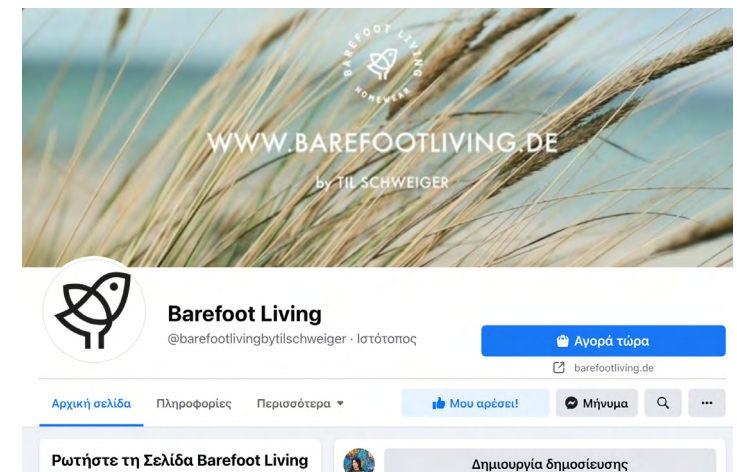 BAREFOOT LIVING
HOMEWEAR
WWW.BAREFOOTLIVING.DE
by TIL SCHWEIGER
Barefoot Living
@barefootlivingbytilschweiger · Ιστότοπος
Αγορά τώρα
barefootliving.de
Αρχική σελίδα Πληροφορίες Περισσότερα Μου αρέσει! Μήνυμα
Ρωτήστε τη Σελίδα Barefoot Living
Δημιουργία δημοσίευσης